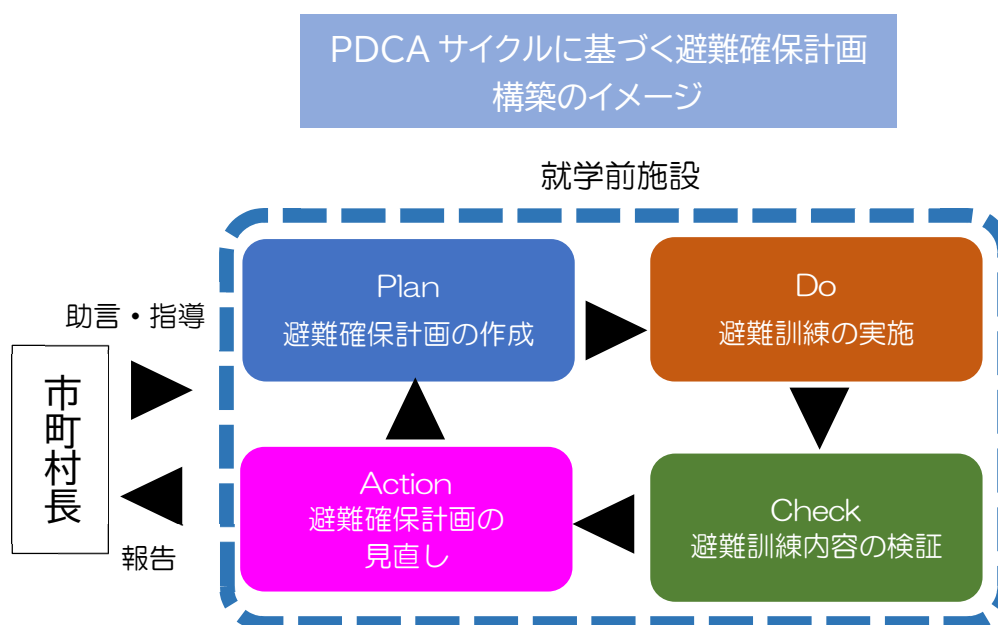 PDCA サイクルに基づく避難確保計画
構築のイメージ
就学前施設
助言・指導
市町村長
報告
Plan
避難確保計画の作成
Do
避難訓練の実施
Check
避難訓練内容の検証
Action
避難確保計画の
見直し